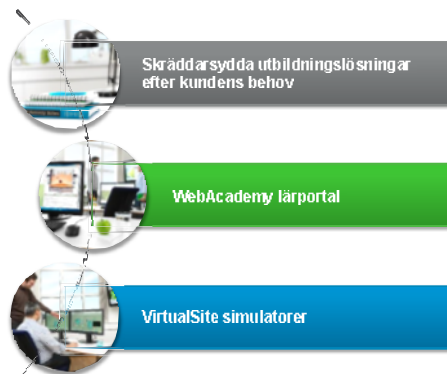 Skräddarsydda utbildningslösningar
efter kundens behov
WebAcademy lärportal
VirtualSite simulatorer